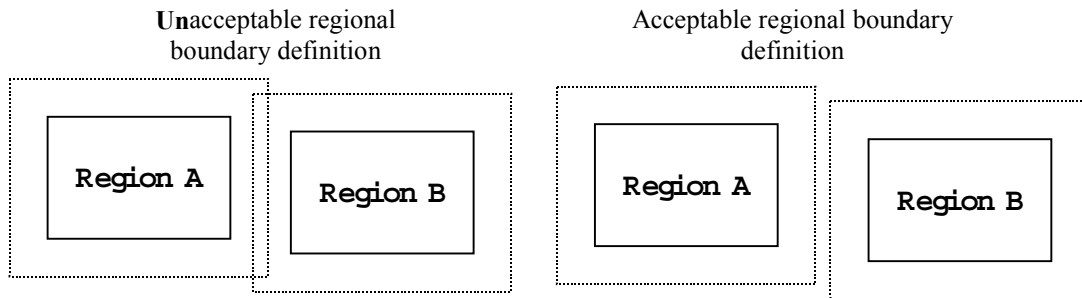 Unacceptable regional
boundary definition
Acceptable regional boundary
definition
Region A
Region B
Region A
Region B